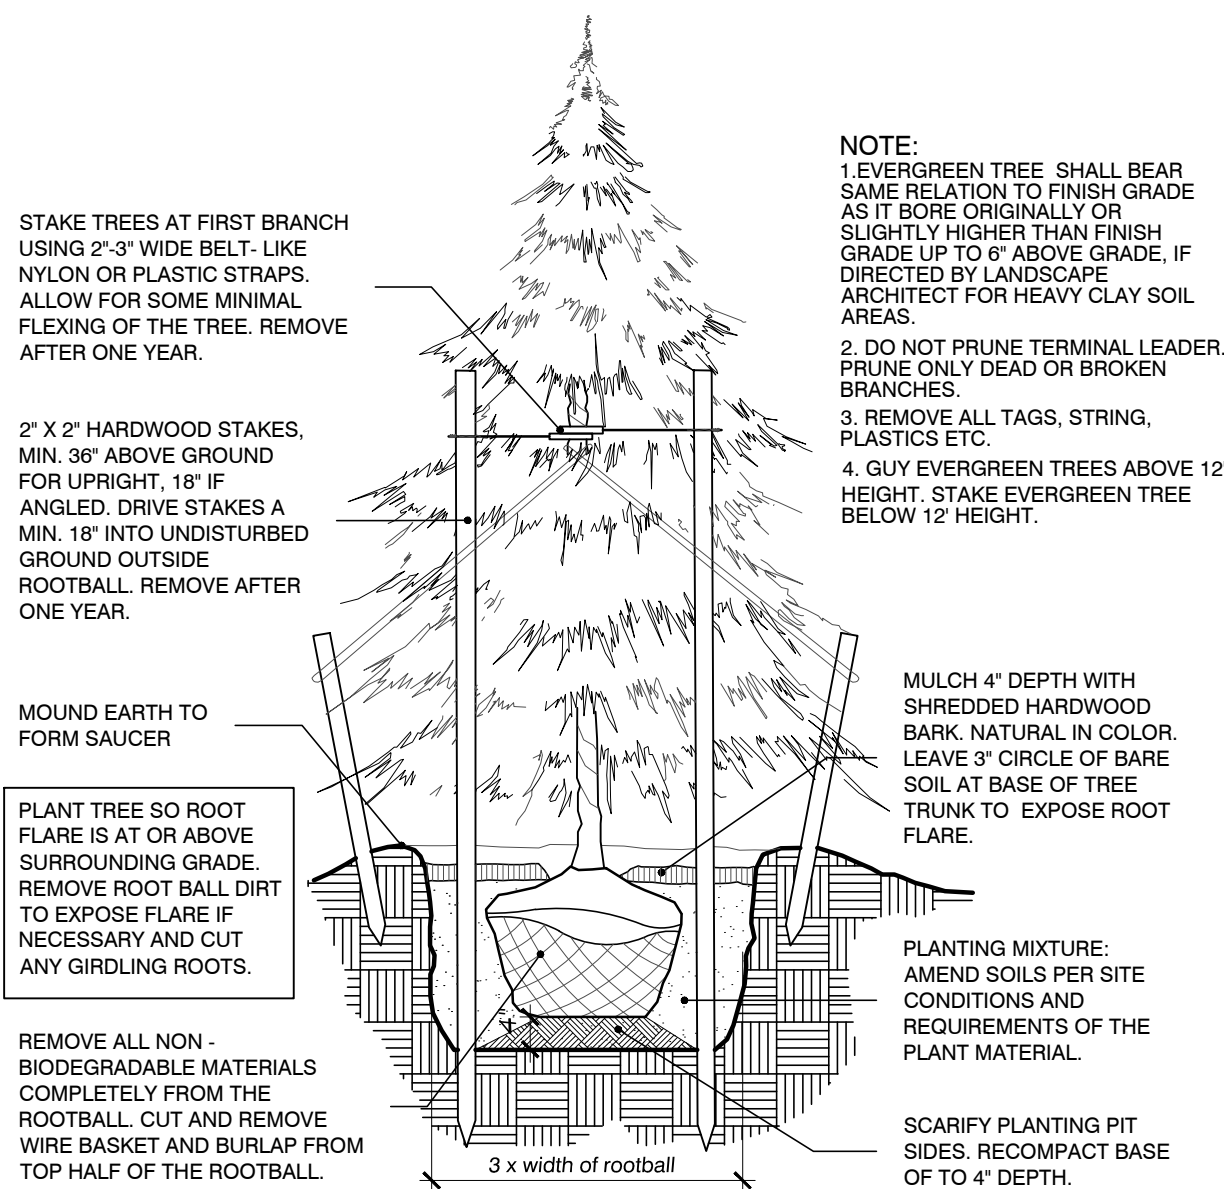 STAKE TREES AT FIRST BRANCH
USING 2"-3" WIDE BELT- LIKE
NYLON OR PLASTIC STRAPS.
ALLOW FOR SOME MINIMAL
FLEXING OF THE TREE. REMOVE
AFTER ONE YEAR.
2" X 2" HARDWOOD STAKES,
MIN. 36" ABOVE GROUND
FOR UPRIGHT, 18" IF
ANGLED. DRIVE STAKES A
MIN. 18" INTO UNDISTURBED
GROUND OUTSIDE
ROOTBALL. REMOVE AFTER
ONE YEAR.
MOUND EARTH TO
FORM SAUCER
PLANT TREE SO ROOT
FLARE IS AT OR ABOVE
SURROUNDING GRADE.
REMOVE ROOT BALL DIRT
TO EXPOSE FLARE IF
NECESSARY AND CUT
ANY GIRDLING ROOTS.
REMOVE ALL NON -
BIODEGRADABLE MATERIALS
COMPLETELY FROM THE
ROOTBALL. CUT AND REMOVE
WIRE BASKET AND BURLAP FROM
TOP HALF OF THE ROOTBALL.
4"
3 x width of rootball
NOTE:
1.EVERGREEN TREE SHALL BEAR
SAME RELATION TO FINISH GRADE
AS IT BORE ORIGINALLY OR
SLIGHTLY HIGHER THAN FINISH
GRADE UP TO 6" ABOVE GRADE, IF
DIRECTED BY LANDSCAPE
ARCHITECT FOR HEAVY CLAY SOIL
AREAS.
2. DO NOT PRUNE TERMINAL LEADER.
PRUNE ONLY DEAD OR BROKEN
BRANCHES.
3. REMOVE ALL TAGS, STRING,
PLASTICS ETC.
4. GUY EVERGREEN TREES ABOVE 12'
HEIGHT. STAKE EVERGREEN TREE
BELOW 12' HEIGHT.
MULCH 4" DEPTH WITH
SHREDDED HARDWOOD
BARK. NATURAL IN COLOR.
LEAVE 3" CIRCLE OF BARE
SOIL AT BASE OF TREE
TRUNK TO EXPOSE ROOT
FLARE.
PLANTING MIXTURE:
AMEND SOILS PER SITE
CONDITIONS AND
REQUIREMENTS OF THE
PLANT MATERIAL.
SCARIFY PLANTING PIT
SIDES. RECOMPACT BASE
OF TO 4" DEPTH.